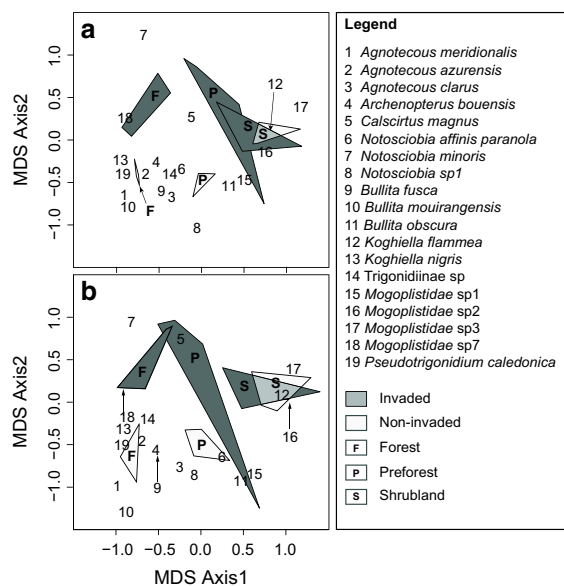 a
MDS Axis2
1.0
0.5
0.0
−0.5
−1.0
7
F
18
P
5
12
17
S
S
16
13
4
19
2
14
6
P
11
15
1
9
3
10
F
8
b
MDS Axis2
1.0
0.5
0.0
−0.5
−1.0
7
5
F
P
17
S
S
12
18
14
16
13
19
2
4
P
6
F
3
8
11
15
1
9
10
−1.0
−0.5
0.0
0.5
1.0
MDS Axis1
Legend
1 Agnotecous meridionalis
2 Agnotecous azurensis
3 Agnotecous clarus
4 Archenopterus bouensis
5 Calscirtus magnus
6 Notosciobia affinis paranola
7 Notosciobia minoris
8 Notosciobia sp1
9 Bullita fusca
10 Bullita mouirangensis
11 Bullita obscura
12 Koghiella flammea
13 Koghiella nigris
14 Trigonidiinae sp
15 Mogoplistidae sp1
16 Mogoplistidae sp2
17 Mogoplistidae sp3
18 Mogoplistidae sp7
19 Pseudotrigonidium caledonica
Invaded
Non-invaded
F Forest
P Preforest
S Shrubland